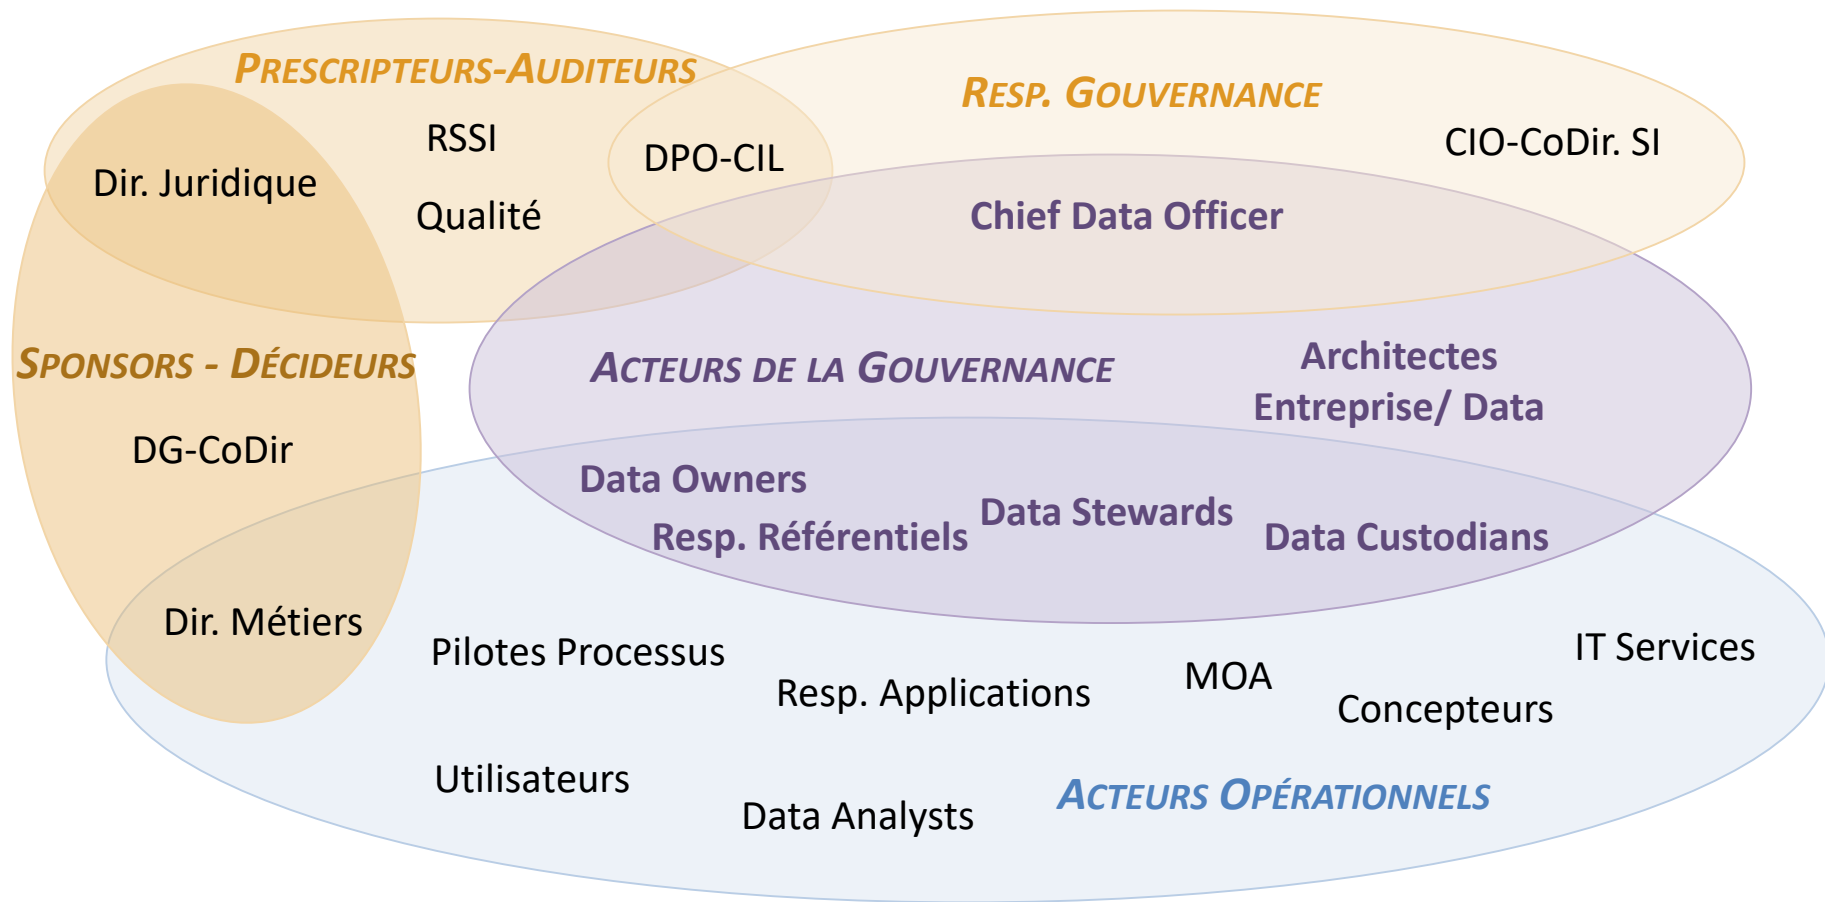 PRESCRIPTEURS-AUDITEURS
RESP. GOUVERNANCE
RSSI
DPO-CIL
CIO-CoDir. SI
Dir. Juridique
Qualité
Chief Data Officer
SPONSORS - DÉCIDEURS
ACTEURS DE LA GOUVERNANCE
Architectes
Entreprise/ Data
DG-CoDir
Data Owners
Data Stewards
Resp. Référentiels
Data Custodians
Dir. Métiers
Pilotes Processus
Resp. Applications
MOA
IT Services
Concepteurs
Utilisateurs
Data Analysts
ACTEURS OPÉRATIONNELS